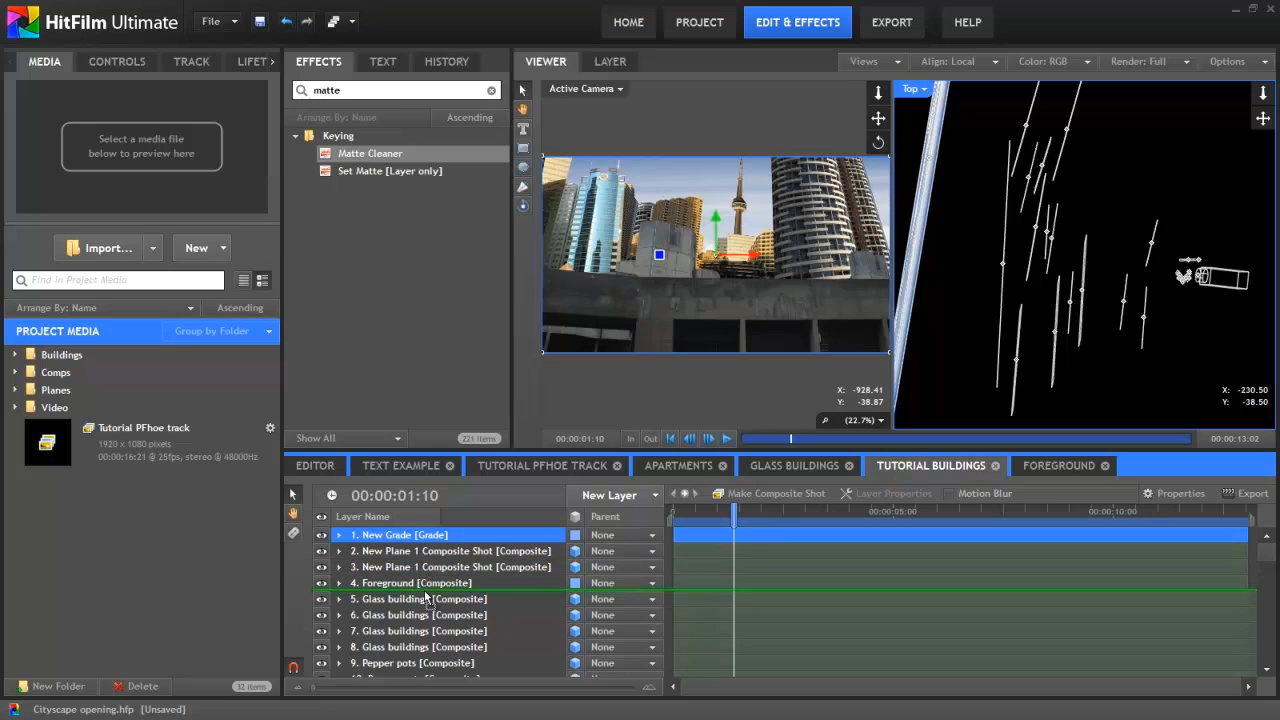 HitFilm Ultimate
File
HOME
PROJECT
EDIT & EFFECTS
EXPORT
HELP
MEDIA
CONTROLS
TRACK
LIFET
EFFECTS
TEXT
HISTORY
VIEWER
LAYER
Views
Align: Local
Color: RGB
Render: Full
Options
Select a media file
below to preview here
matte
Arrange By: Name
Ascending
Keying
Matte Cleaner
Set Matte [Layer only]
Active Camera
Top
Import...
New
Find in Project Media
Arrange By: Name
Ascending
PROJECT MEDIA
Group by Folder
Buildings
Comps
Planes
Video
Tutorial PFhoe track
1920 x 1080 pixels
00:00:16:21 @ 25fps, stereo @ 48000Hz
X: -928.41
Y: -38.87
X: -230.50
Y: -38.50
(22.7%)
Show All
221 Items
00:00:01:10
In
Out
00:00:13:02
EDITOR
TEXT EXAMPLE
TUTORIAL PFHOE TRACK
APARTMENTS
GLASS BUILDINGS
TUTORIAL BUILDINGS
FOREGROUND
00:00:01:10
New Layer
Make Composite Shot
Layer Properties
Motion Blur
Properties
Export
Layer Name
Parent
0
00:00:05:00
00:00:10:00
1. New Grade [Grade]
None
2. New Plane 1 Composite Shot [Composite]
None
3. New Plane 1 Composite Shot [Composite]
None
4. Foreground [Composite]
None
5. Glass buildings [Composite]
None
6. Glass buildings [Composite]
None
7. Glass buildings [Composite]
None
8. Glass buildings [Composite]
None
9. Pepper pots [Composite]
None
New Folder
Delete
Cityscape opening.hfp [Unsaved]